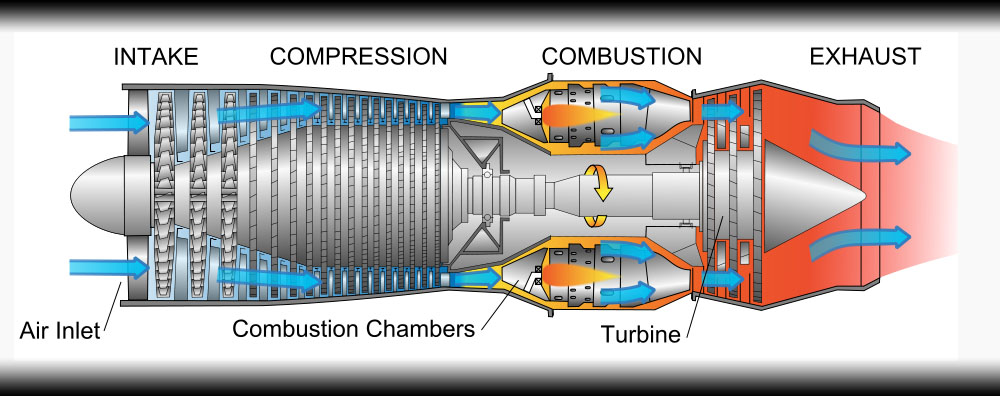 INTAKE COMPRESSION COMBUSTION EXHAUST
Air Inlet
Combustion Chambers
Turbine